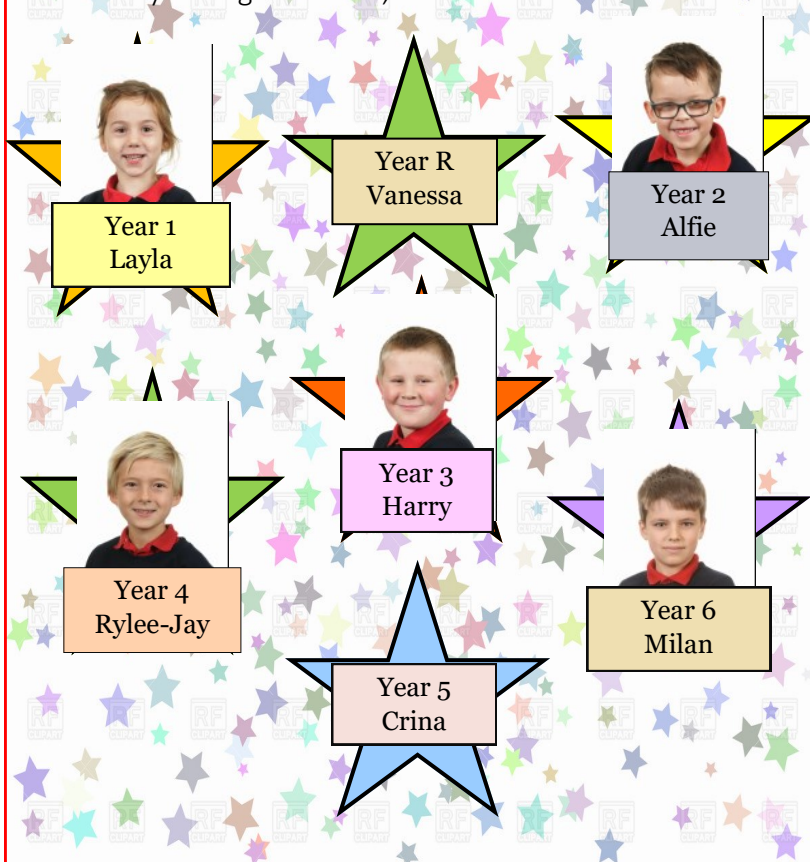 Year 1
Layla
Year R
Vanessa
Year 2
Alfie
Year 3
Harry
Year 4
Rylee-Jay
Year 6
Milan
Year 5
Crina